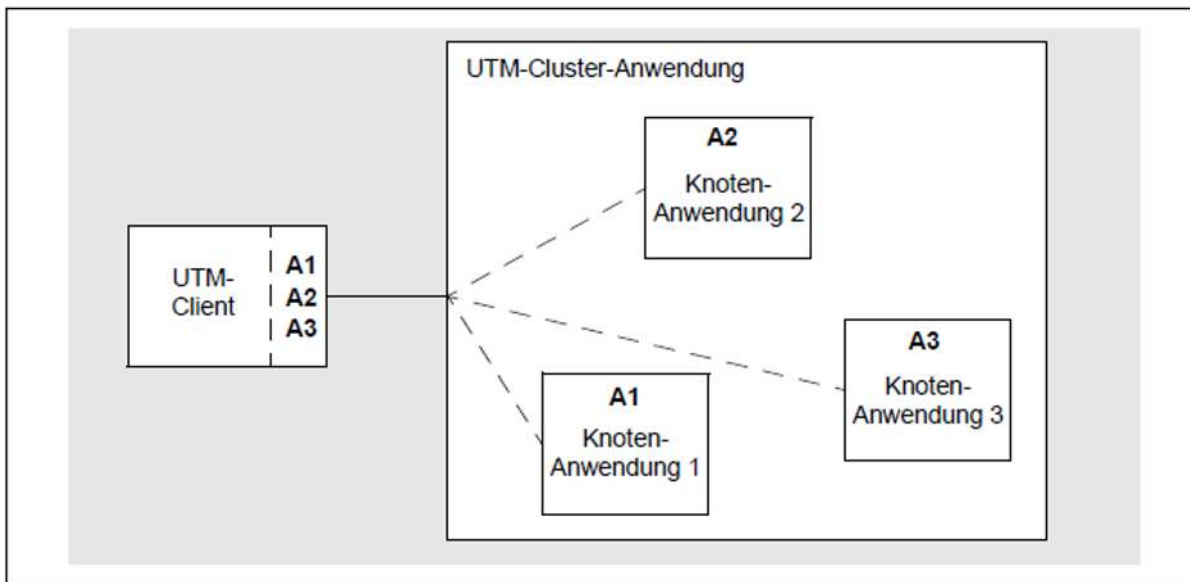 UTM-Cluster-Anwendung
A2
Knoten-
Anwendung 2
UTM-
Client
A1
A2
A3
A3
Knoten-
Anwendung 3
A1
Knoten-
Anwendung 1